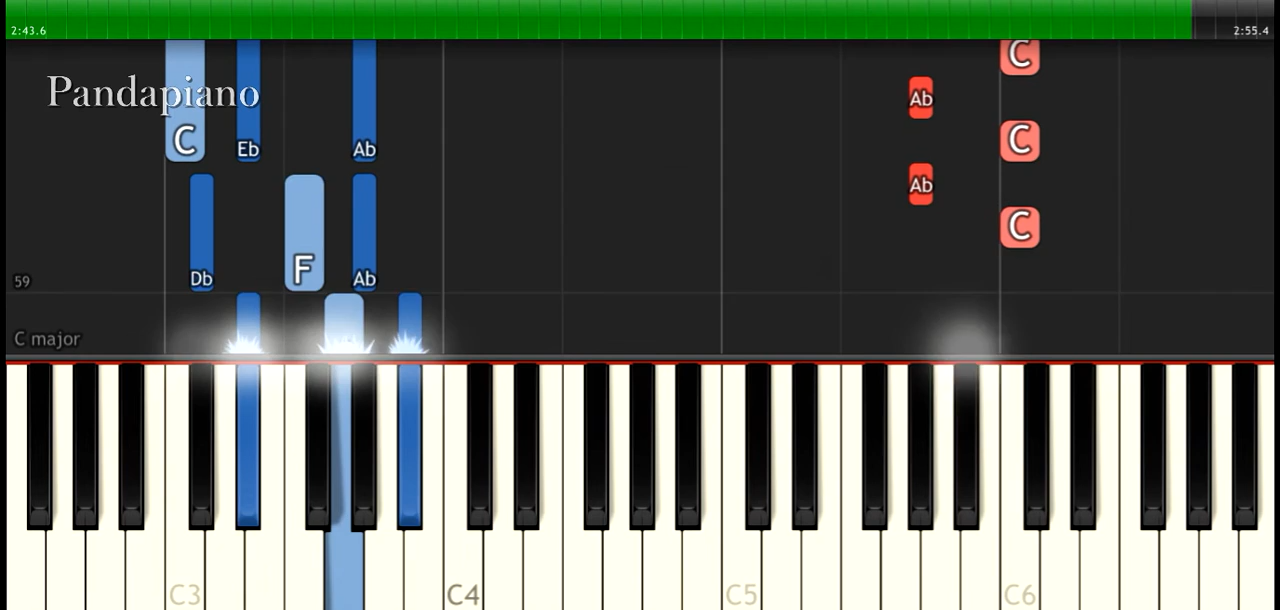 2:43.6 2:55.4
Pandapiano
C
Ab
C Eb Ab C
Ab
C
Db F Ab
59
C major
C3 C4 C5 C6